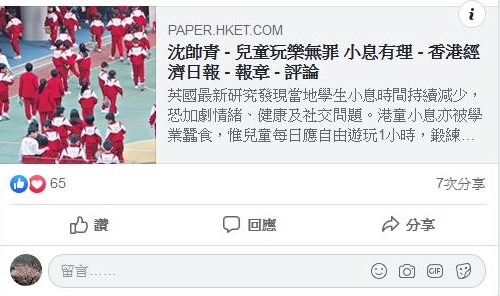 PAPER.HKET.COM
沈帥青 - 兒童玩樂無罪 小息有理 - 香港經
濟日報 - 報章 - 評論
英國最新研究發現當地學生小息時間持續減少，
恐加劇情緒、健康及社交問題。港童小息亦被學
業蠶食，惟兒童每日應自由遊玩1小時，鍛練...
65
7次分享
讚
回應
分享
留言......
GIF